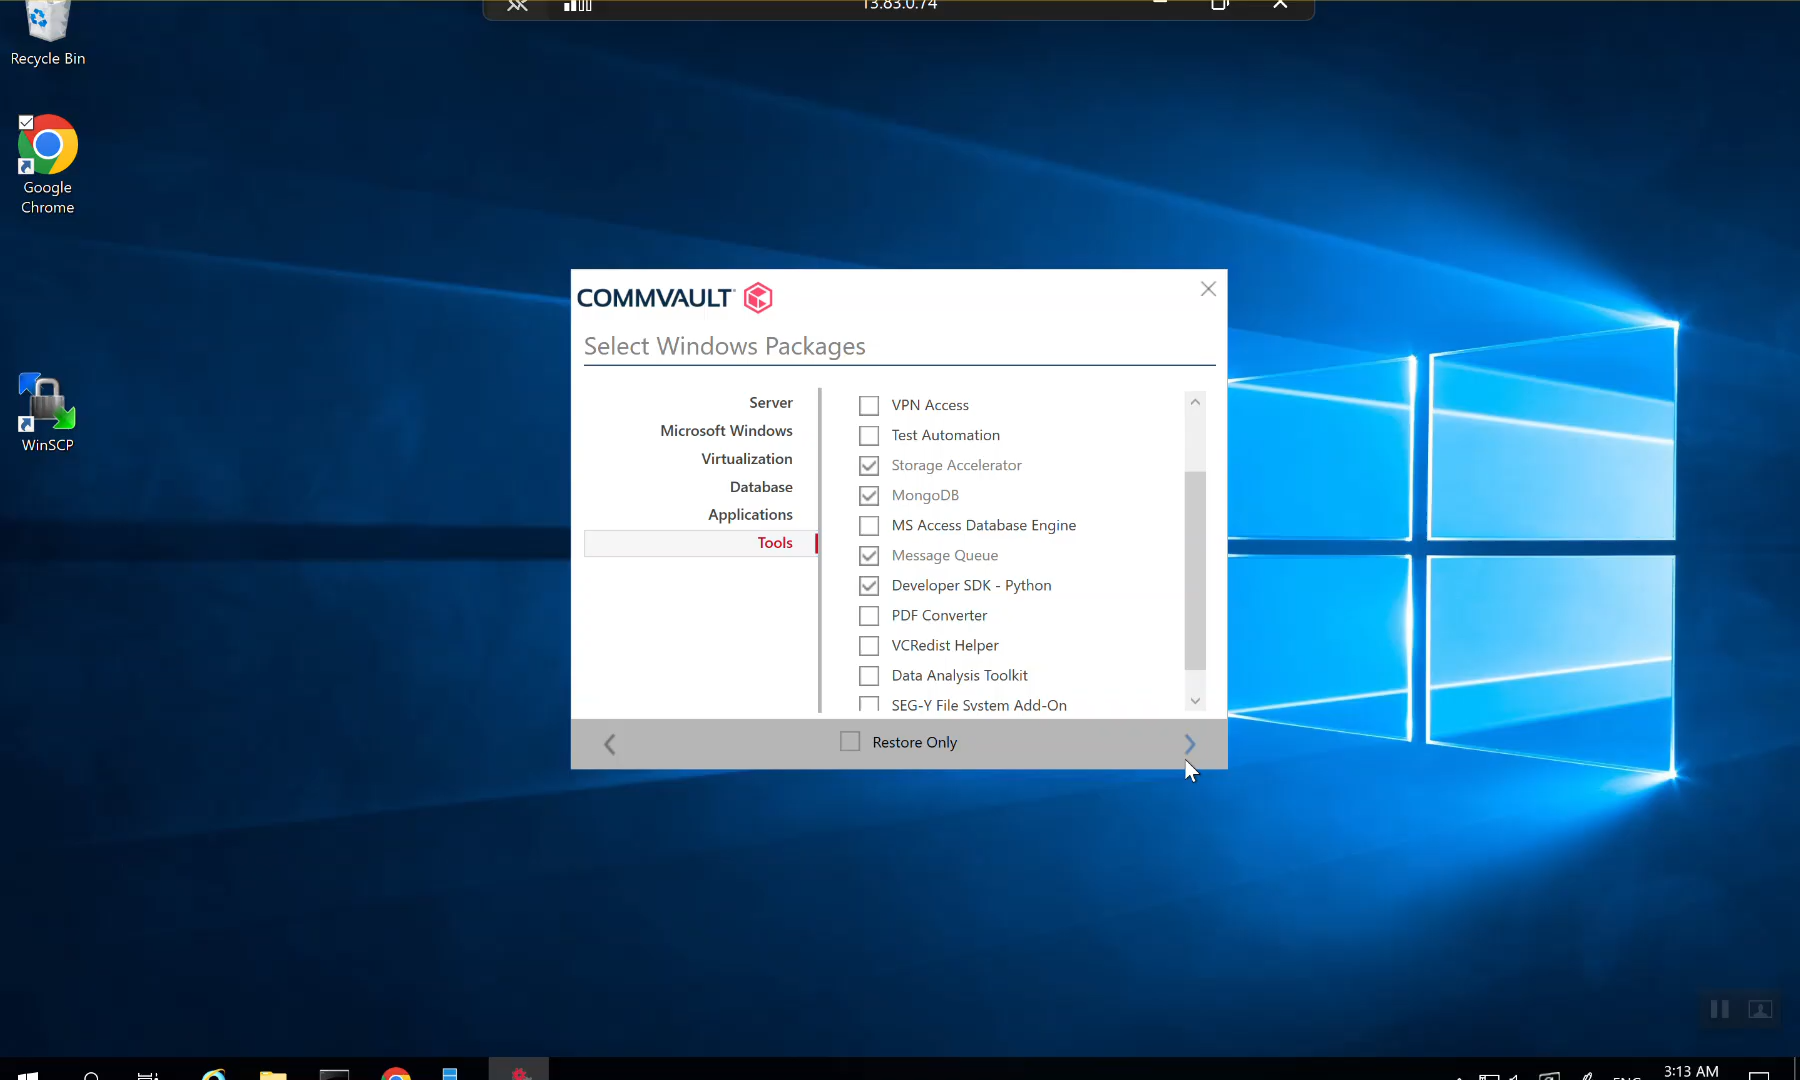 13.83.0.74
Recycle Bin
Google
Chrome
WinSCP
COMMVAULT
Select Windows Packages
Server
Microsoft Windows
Virtualization
Database
Applications
Tools
VPN Access
Test Automation
Storage Accelerator
MongoDB
MS Access Database Engine
Message Queue
Developer SDK - Python
PDF Converter
VCRedist Helper
Data Analysis Toolkit
SEG-Y File System Add-On
Restore Only
3:13 AM
ENG